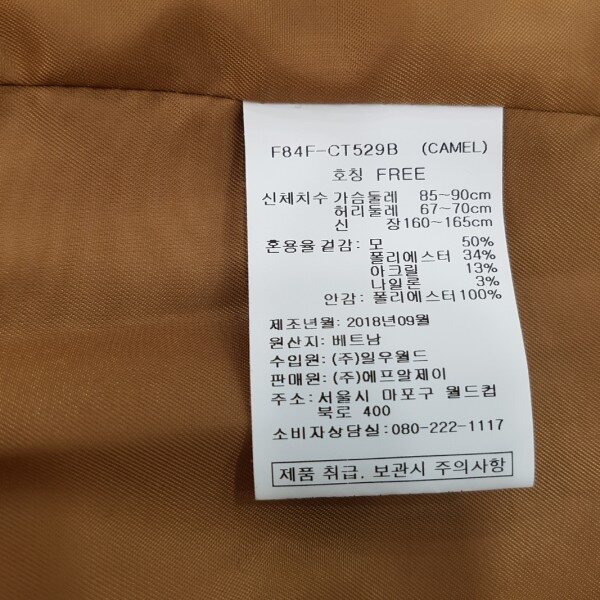 F84F-CT529B (CAMEL)
호칭 FREE
신체치수 가슴둘레 85~90cm
허리둘레 67~70cm
신 장160~165cm
혼용율 겉감: 모 50%
폴리에스터 34%
아크릴 13%
나일론 3%
안감: 폴리에스터100%
제조년월: 2018년09월
원산지: 베트남
수입원: (주)일우월드
판매원: (주)에프알제이
주소: 서울시 마포구 월드컵
북로 400
소비자상담실:080-222-1117
제품 취급. 보관시 주의사항